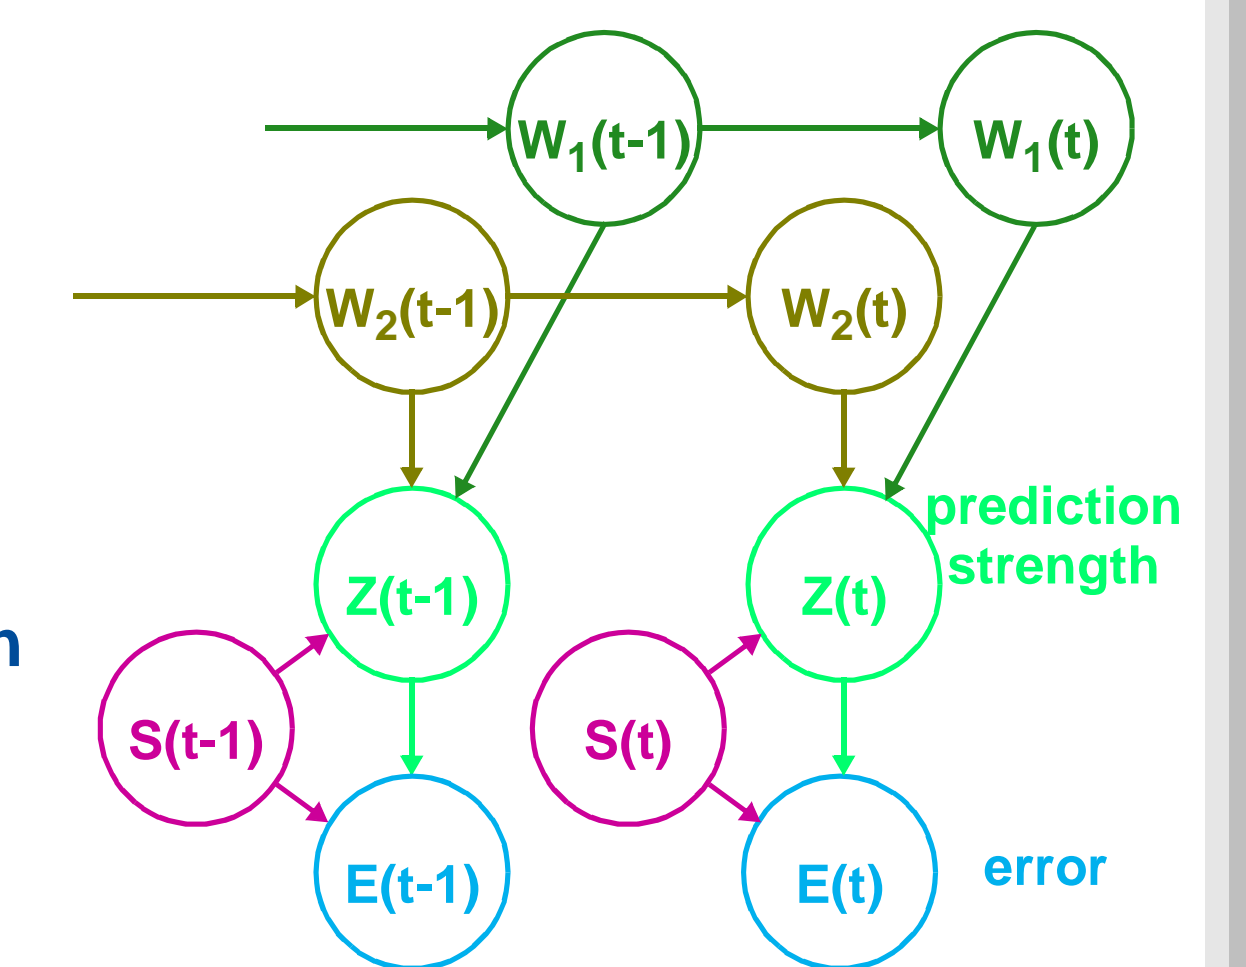 W1(t-1)
W1(t)
W2(t-1)
W2(t)
prediction
strength
Z(t-1)
Z(t)
n
S(t-1)
S(t)
E(t-1)
E(t)
error